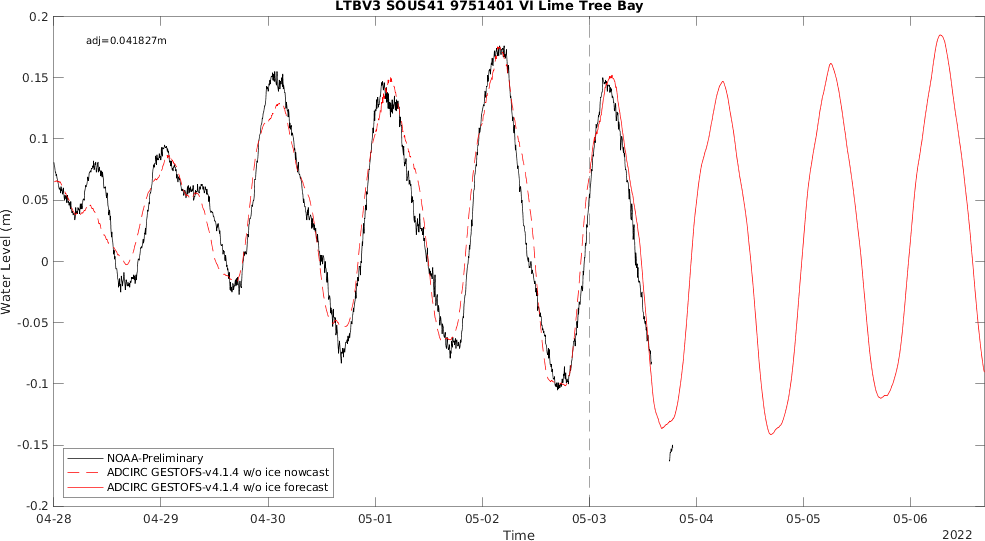 LTBV3 SOUS41 9751401 VI Lime Tree Bay
adj=0.041827m
Water Level (m)
0.2
0.15
0.1
0.05
0
-0.05
-0.1
-0.15
-0.2
NOAA-Preliminary
ADCIRC GESTOFS-v4.1.4 w/o ice nowcast
ADCIRC GESTOFS-v4.1.4 w/o ice forecast
04-28 04-29 04-30 05-01 05-02 05-03 05-04 05-05 05-06
Time
2022